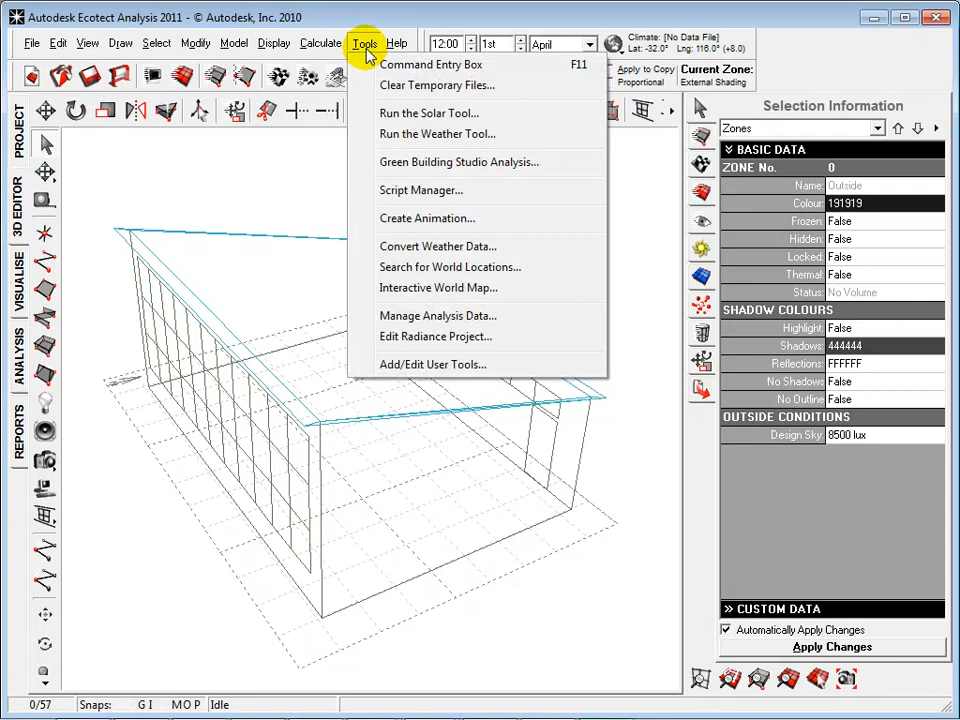 Autodesk Ecotect Analysis 2011 - © Autodesk, Inc. 2010
File Edit View Draw Select Modify Model Display Calculate Tools Help
12:00 1st April
Climate: [No Data File]
Lat: -32.0° Lng: 116.0° (+8.0)
Command Entry Box F11
Clear Temporary Files...
Run the Solar Tool...
Run the Weather Tool...
Green Building Studio Analysis...
Script Manager...
Create Animation...
Convert Weather Data...
Search for World Locations...
Interactive World Map...
Manage Analysis Data...
Edit Radiance Project...
Add/Edit User Tools...
Apply to Copy
Proportional
Current Zone:
External Shading
PROJECT
3D EDITOR
VISUALISE
ANALYSIS
REPORTS
Selection Information
Zones
BASIC DATA
ZONE No. 0
Name: Outside
Colour: 191919
Frozen: False
Hidden: False
Locked: False
Thermal: False
Status: No Volume
SHADOW COLOURS
Highlight: False
Shadows: 444444
Reflections: FFFFFF
No Shadows False
No Outline False
OUTSIDE CONDITIONS
Design Sky: 8500 lux
CUSTOM DATA
Automatically Apply Changes
Apply Changes
0/57 Snaps: G I M O P Idle